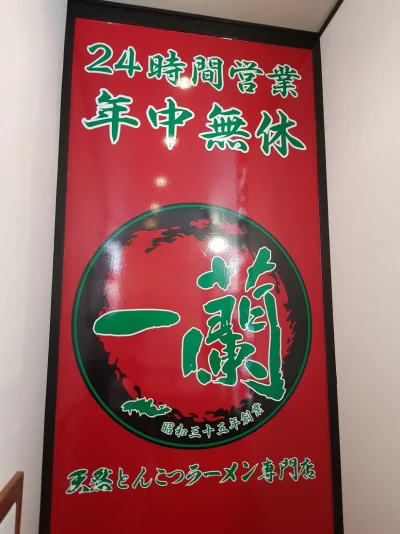 24時間営業
年中無休
一蘭
昭和三十五年創業
天然とんこつラーメン専門店